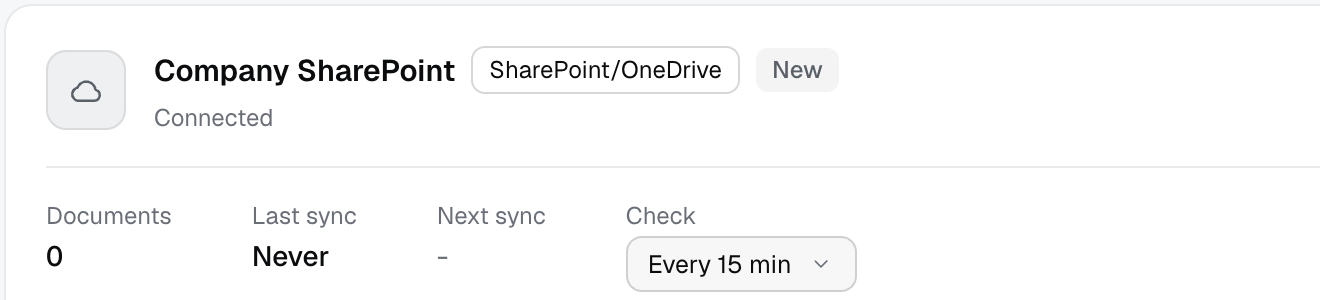 Company SharePoint SharePoint/OneDrive New
Connected
Documents Last sync Next sync Check
0 Never - Every 15 min